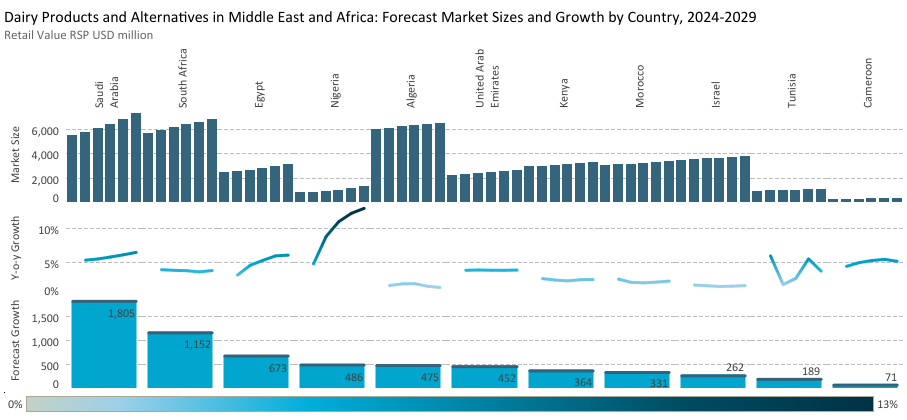 Dairy Products and Alternatives in Middle East and Africa: Forecast Market Sizes and Growth by Country, 2024-2029
Retail Value RSP USD million
Saudi
Arabia
South Africa
Egypt
Nigeria
Algeria
United Arab
Emirates
Kenya
Morocco
Israel
Tunisia
Cameroon
Market Size
6,000
4,000
2,000
0
Y-o-y Growth
10%
5%
0%
Forecast Growth
1,500
1,000
500
0
1,805
1,152
673
486
475
452
364
331
262
189
71
0%
13%